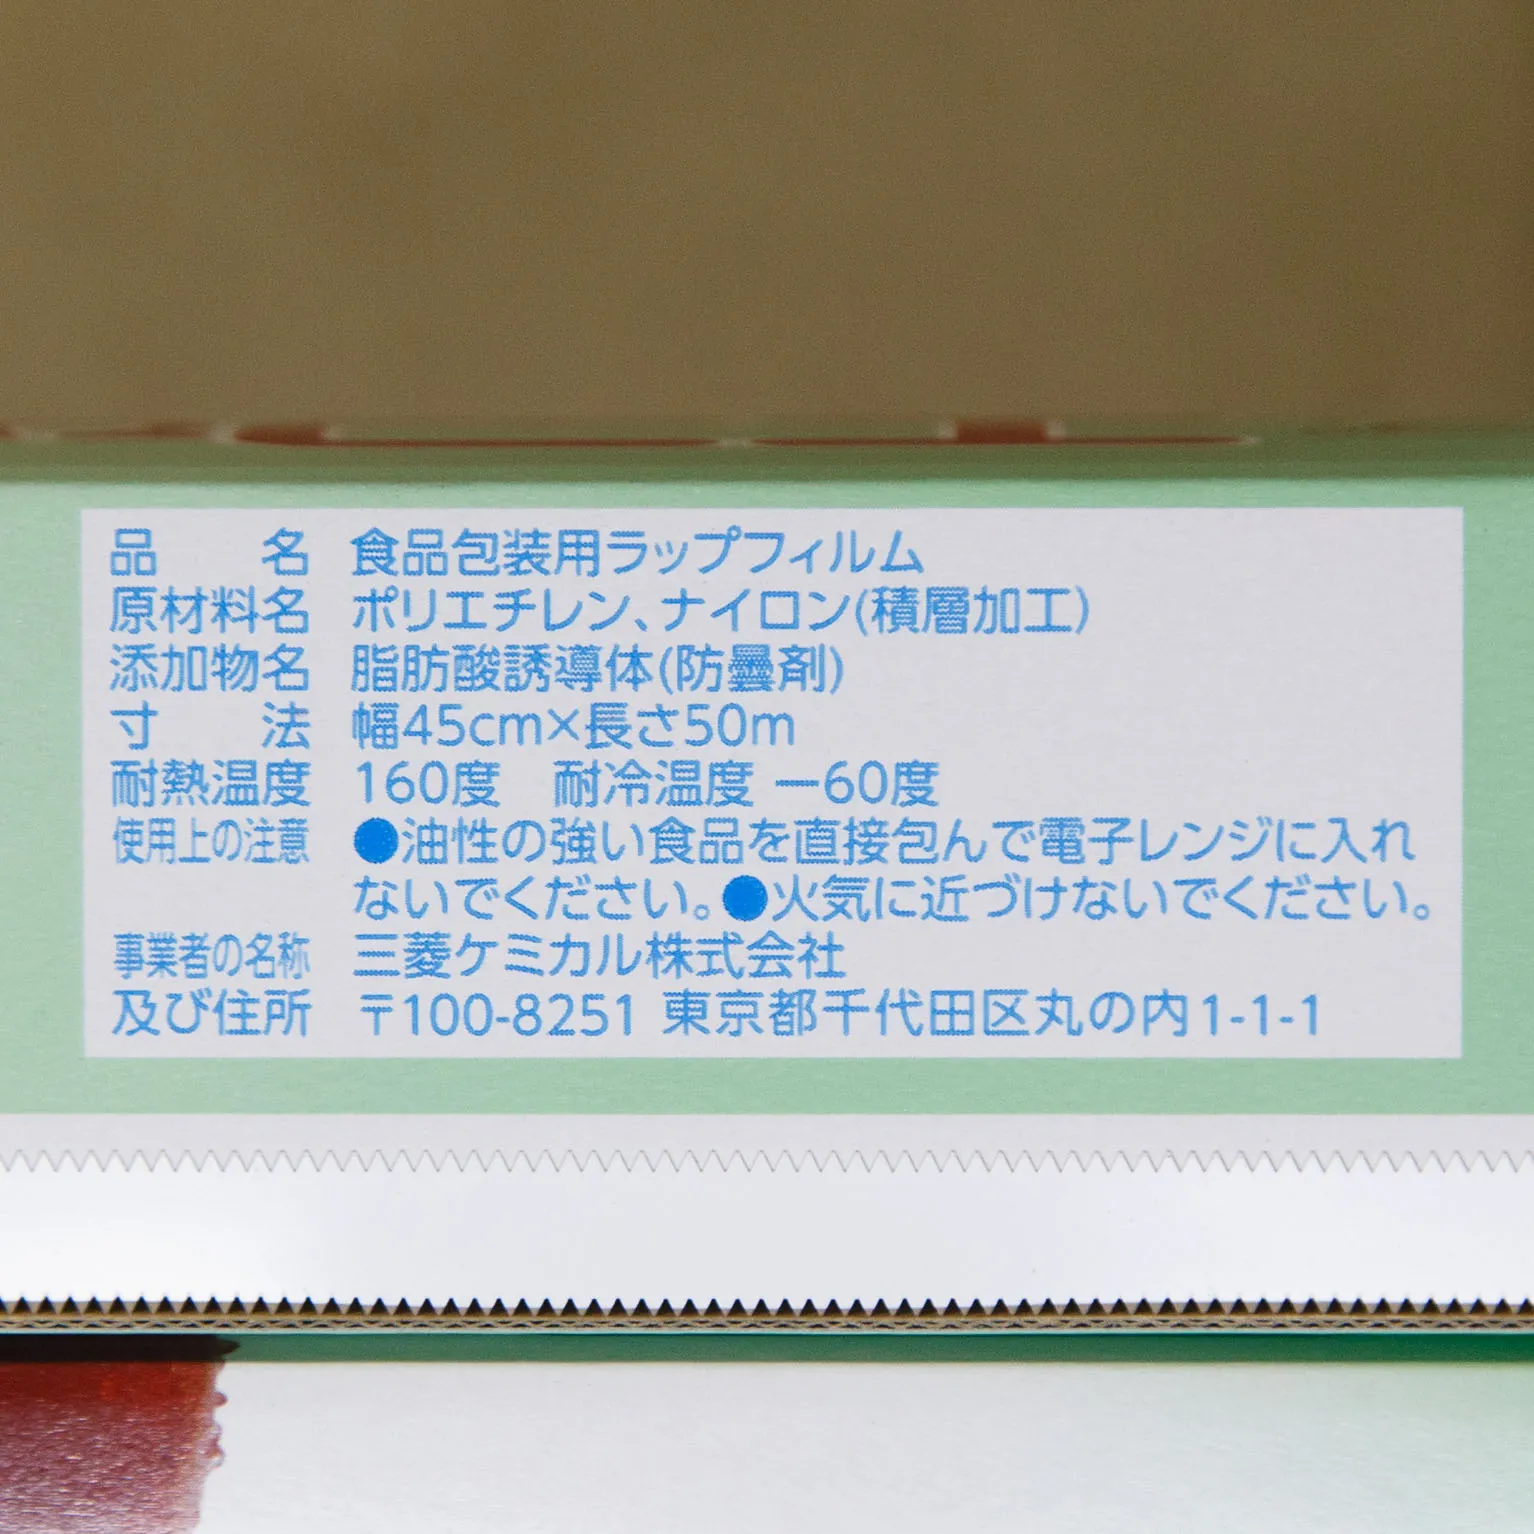 品　　名　食品包装用ラップフィルム
原材料名　ポリエチレン、ナイロン(積層加工)
添加物名　脂肪酸誘導体(防曇剤)
寸　　法　幅45cm×長さ50m
耐熱温度　160度　耐冷温度 −60度
使用上の注意　●油性の強い食品を直接包んで電子レンジに入れ
ないでください。●火気に近づけないでください。
事業者の名称　三菱ケミカル株式会社
及び住所　〒100-8251 東京都千代田区丸の内1-1-1